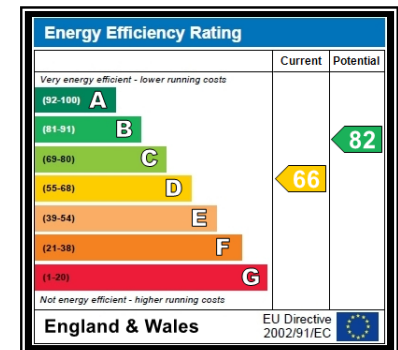 Energy Efficiency Rating
Current Potential
Very energy efficient - lower running costs
(92-100) A
(81-91) B
82
(69-80) C
(55-68) D
66
(39-54) E
(21-38) F
(1-20) G
Not energy efficient - higher running costs
England & Wales
EU Directive
2002/91/EC